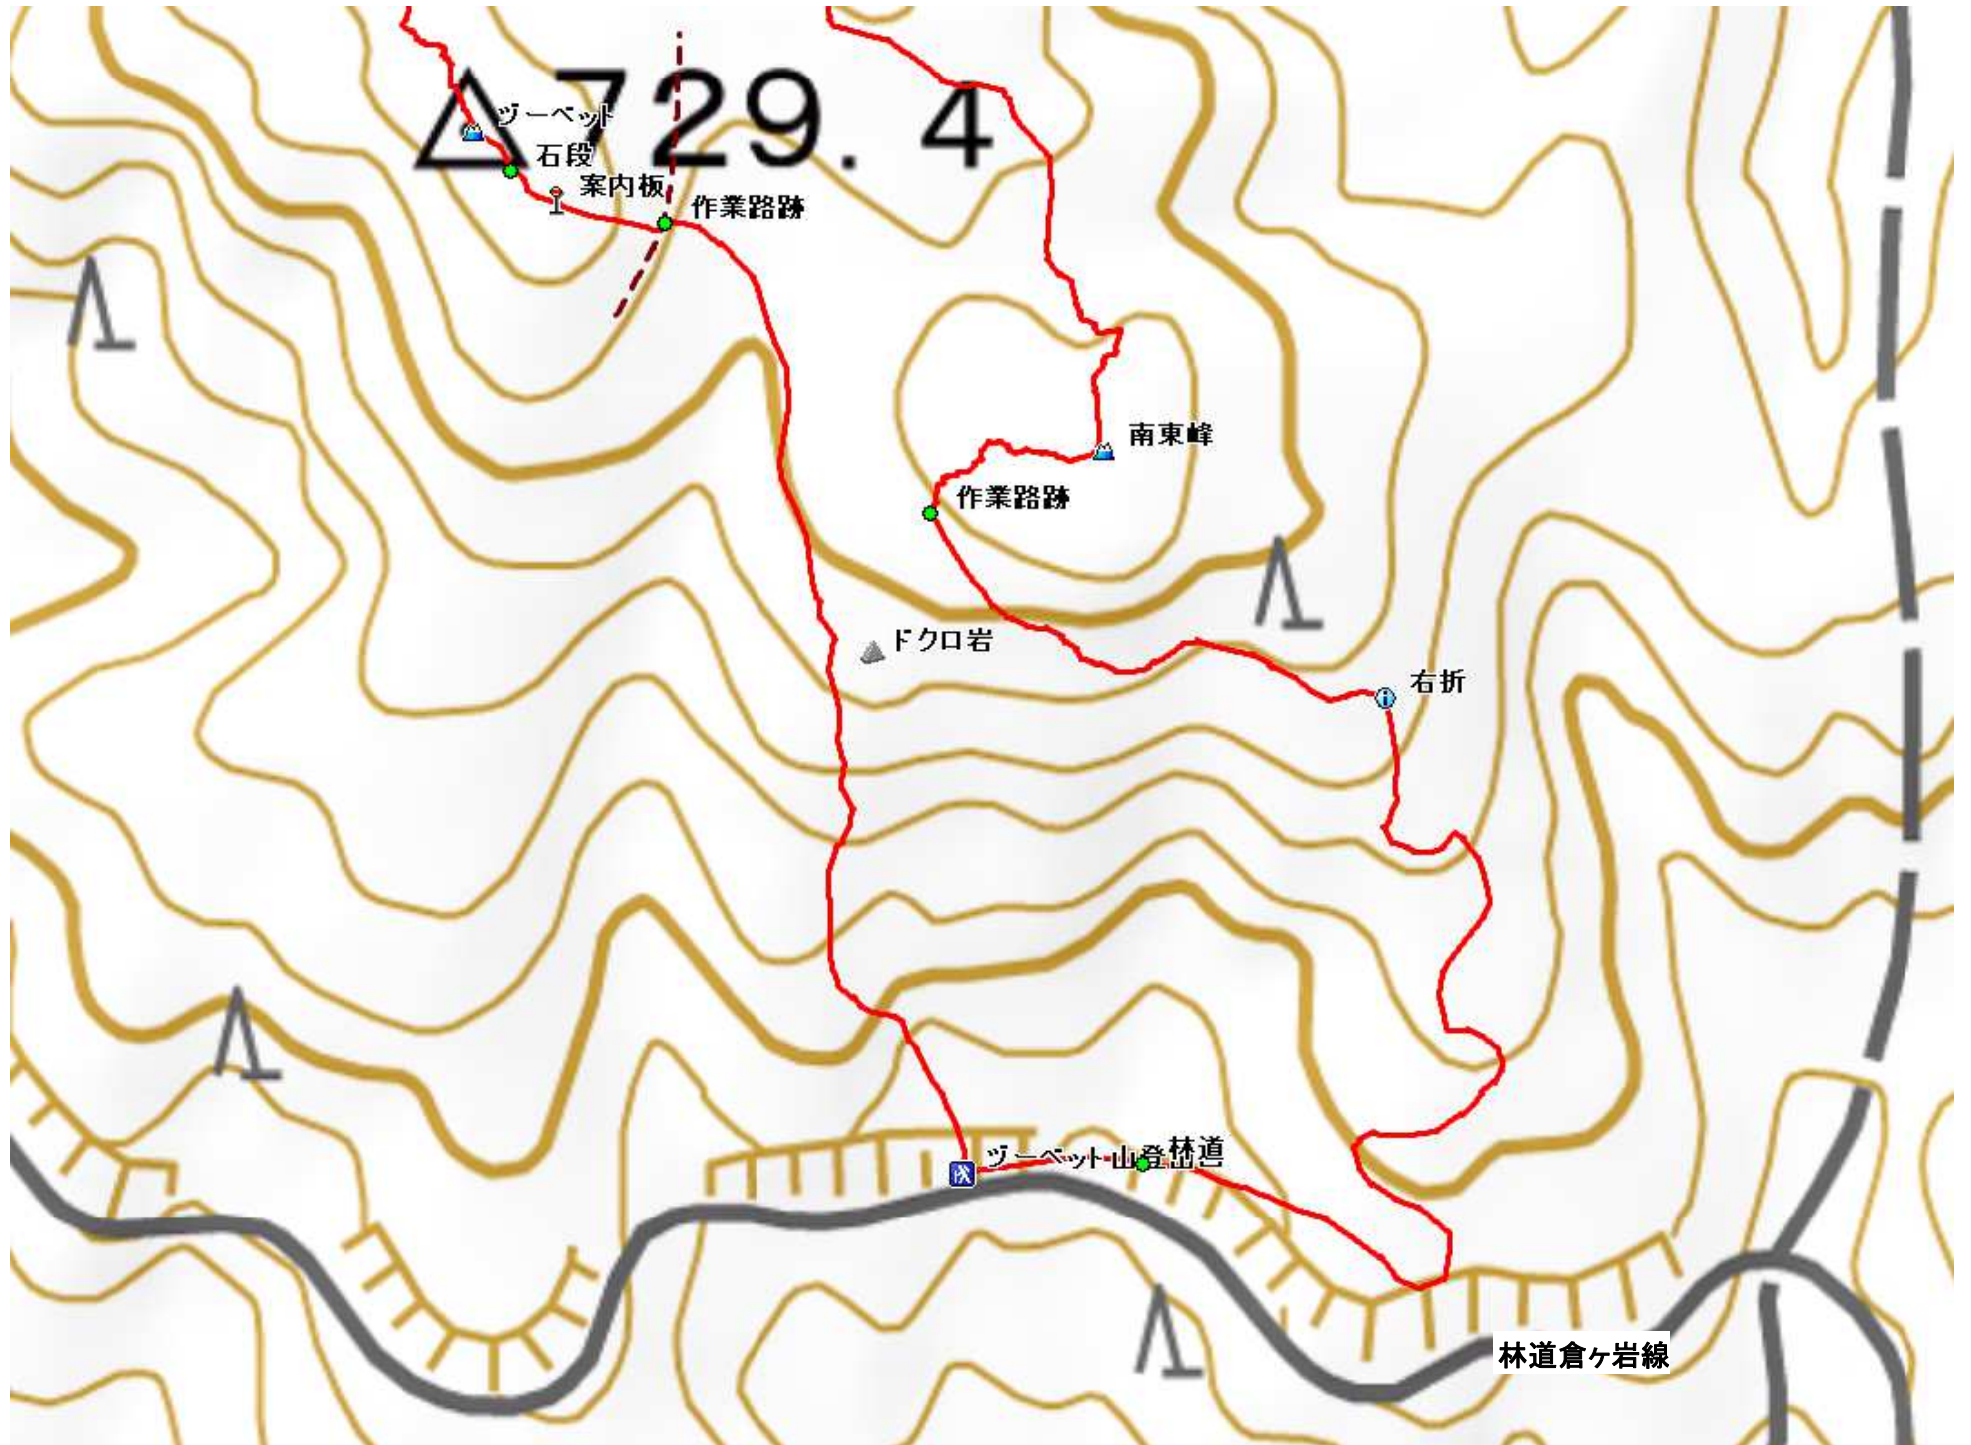 729.4
ヅーベット
石段
案内板
作業路跡
南東峰
作業路跡
ドクロ岩
右折
ヅーベット山登山
林道
林道倉ヶ岩線